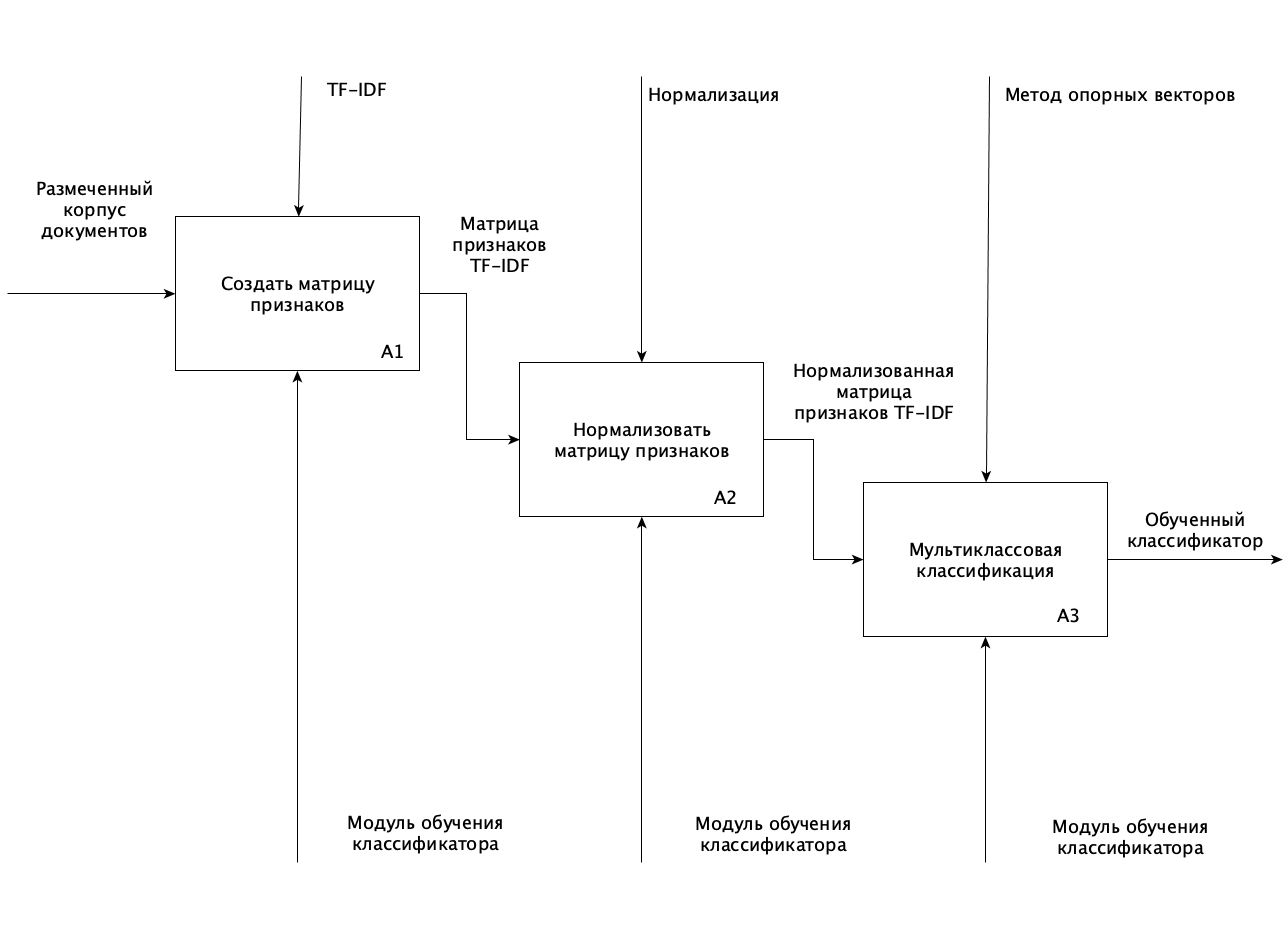 TF-IDF
Нормализация
Метод опорных векторов
Размеченный
корпус
документов
Создать матрицу
признаков
A1
Матрица
признаков
TF-IDF
Нормализовать
матрицу признаков
A2
Нормализованная
матрица
признаков TF-IDF
Мультиклассовая
классификация
A3
Обученный
классификатор
Модуль обучения
классификатора
Модуль обучения
классификатора
Модуль обучения
классификатора